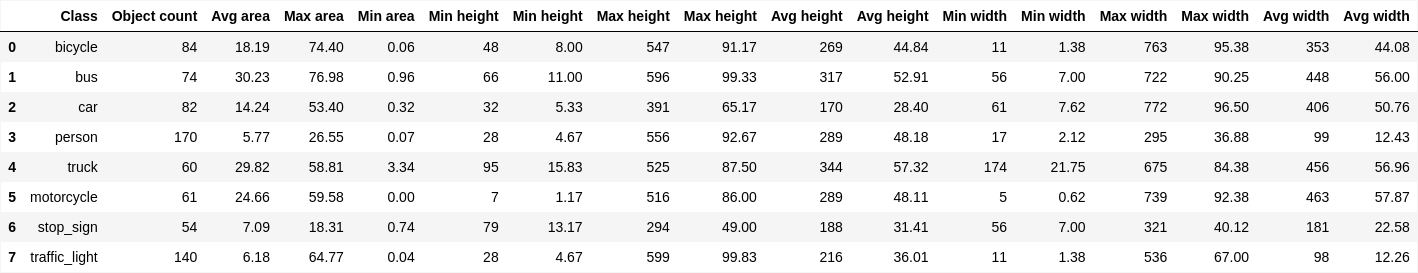 Class Object count Avg area Max area Min area Min height Min height Max height Max height Avg height Avg height Min width Min width Max width Max width Avg width Avg width
0 bicycle 84 18.19 74.40 0.06 48 8.00 547 91.17 269 44.84 11 1.38 763 95.38 353 44.08
1 bus 74 30.23 76.98 0.96 66 11.00 596 99.33 317 52.91 56 7.00 722 90.25 448 56.00
2 car 82 14.24 53.40 0.32 32 5.33 391 65.17 170 28.40 61 7.62 772 96.50 406 50.76
3 person 170 5.77 26.55 0.07 28 4.67 556 92.67 289 48.18 17 2.12 295 36.88 99 12.43
4 truck 60 29.82 58.81 3.34 95 15.83 525 87.50 344 57.32 174 21.75 675 84.38 456 56.96
5 motorcycle 61 24.66 59.58 0.00 7 1.17 516 86.00 289 48.11 5 0.62 739 92.38 463 57.87
6 stop_sign 54 7.09 18.31 0.74 79 13.17 294 49.00 188 31.41 56 7.00 321 40.12 181 22.58
7 traffic_light 140 6.18 64.77 0.04 28 4.67 599 99.83 216 36.01 11 1.38 536 67.00 98 12.26